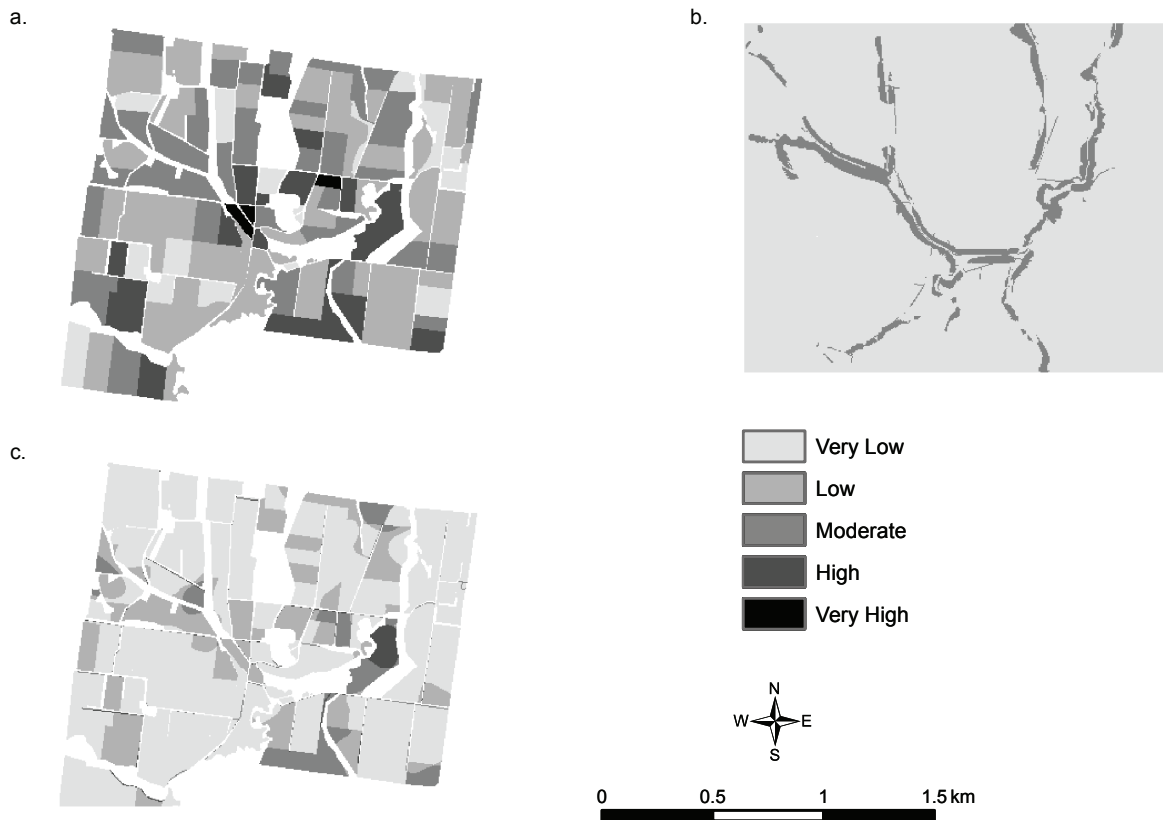 a.
b.
c.
Very Low
Low
Moderate
High
Very High
N
W E
S
0 0.5 1 1.5 km